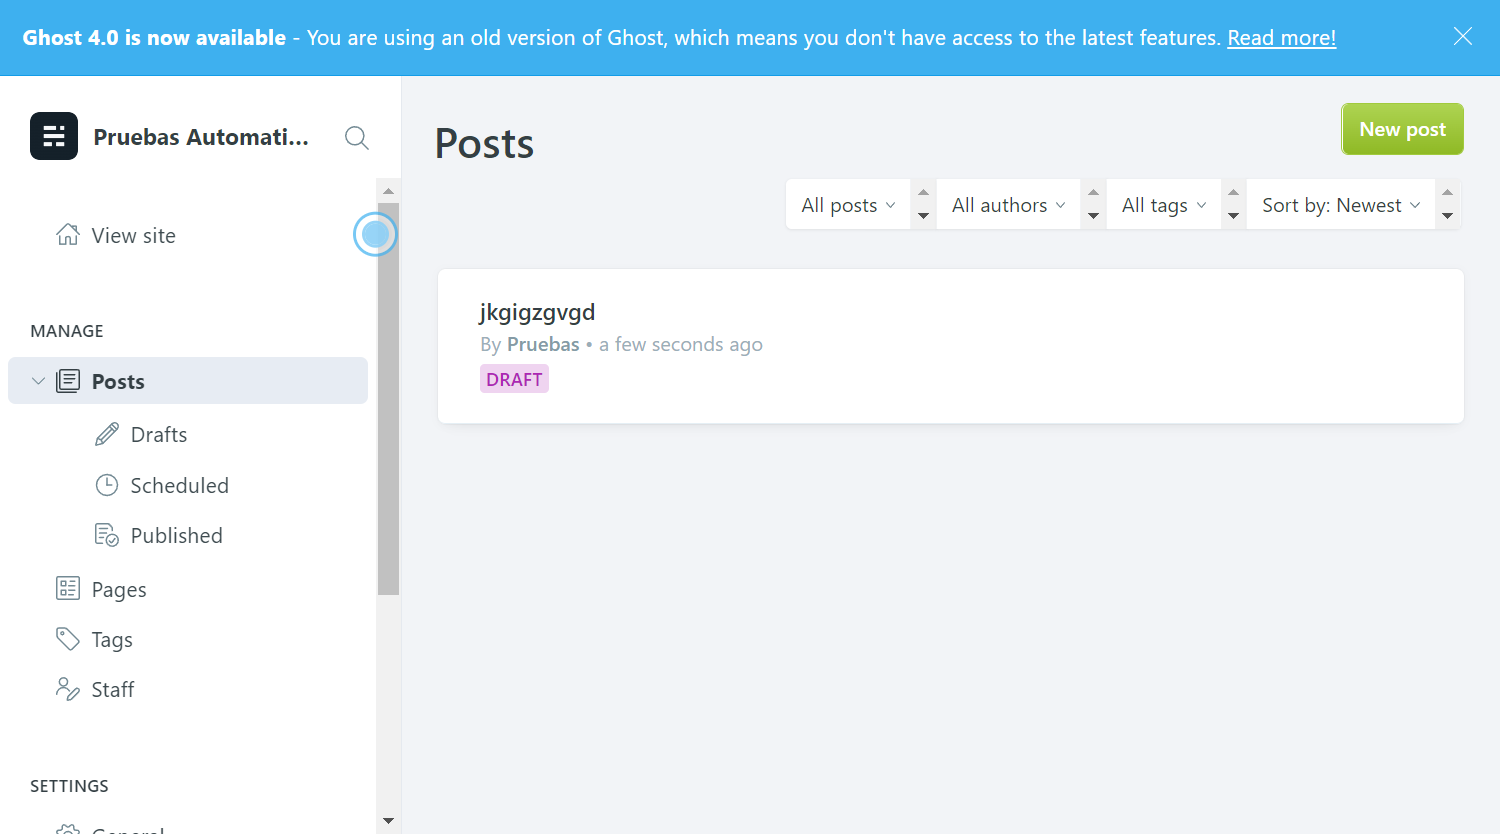 Ghost 4.0 is now available - You are using an old version of Ghost, which means you don't have access to the latest features. Read more!
Pruebas Automati...
View site
MANAGE
Posts
Drafts
Scheduled
Published
Pages
Tags
Staff
SETTINGS
General
Posts
New post
All posts
All authors
All tags
Sort by: Newest
jkgigzgvgd
By Pruebas • a few seconds ago
DRAFT